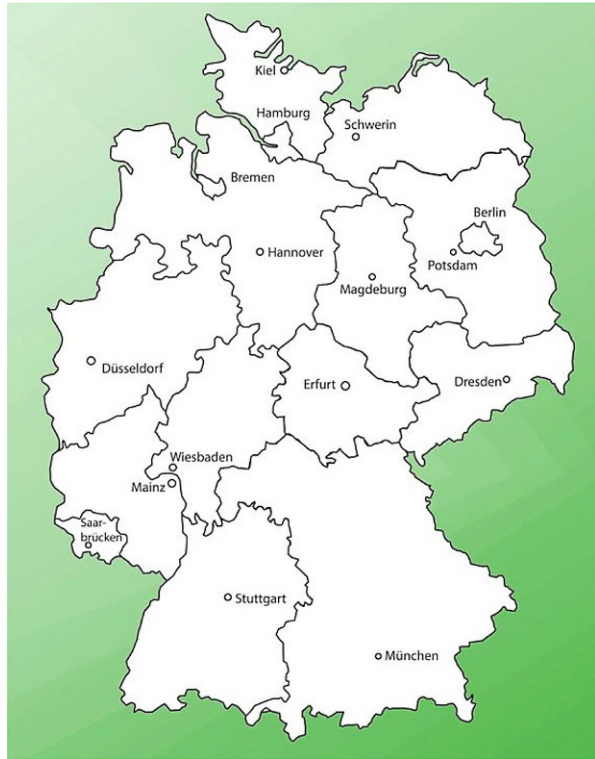 Kiel
Hamburg
Schwerin
Bremen
Berlin
Hannover
Potsdam
Magdeburg
Düsseldorf
Erfurt
Dresden
Wiesbaden
Mainz
Saar-
brücken
Stuttgart
München